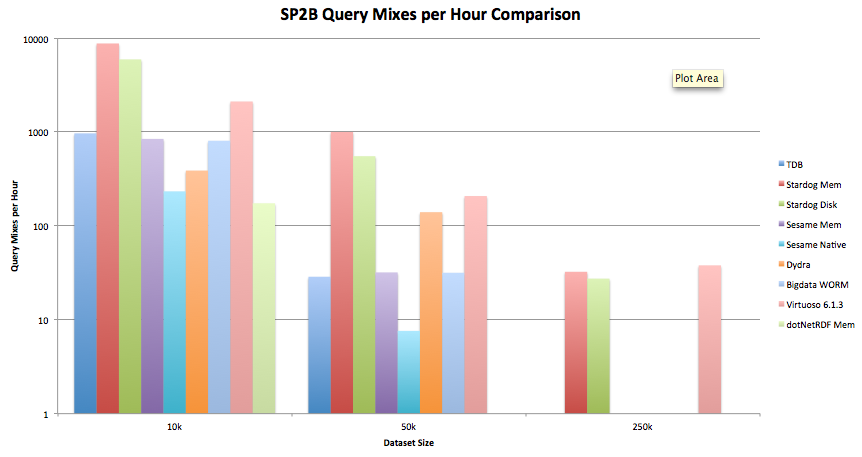 SP2B Query Mixes per Hour Comparison
10000
1000
100
10
1
Query Mixes per Hour
10k
50k
250k
Dataset Size
Plot Area
TDB
Stardog Mem
Stardog Disk
Sesame Mem
Sesame Native
Dydra
Bigdata WORM
Virtuoso 6.1.3
dotNetRDF Mem